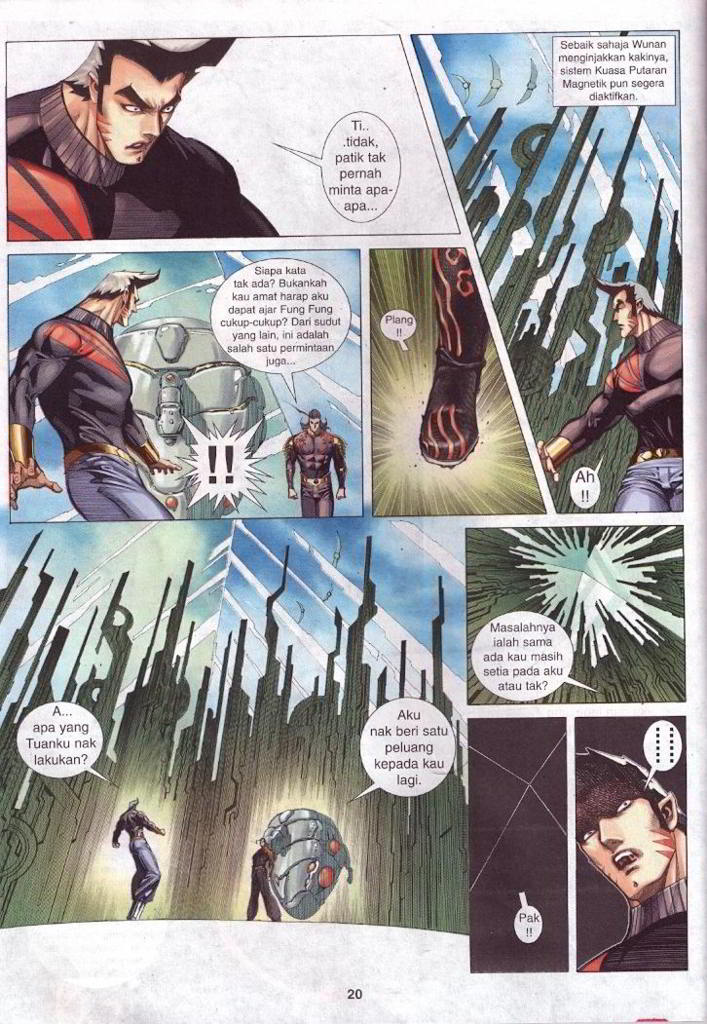 Ti..
.tidak,
patik tak
pernah
minta apa-
apa...
Sebaik sahaja Wunan
menginjakkan kakinya,
sistem Kuasa Putaran
Magnetik pun segera
diaktifkan.
Siapa kata
tak ada? Bukankah
kau amat harap aku
dapat ajar Fung Fung
cukup-cukup? Dari sudut
yang lain, ini adalah
salah satu permintaan
juga...
!!
Plang
!!
Ah
!!
A...
apa yang
Tuanku nak
lakukan?
Aku
nak beri satu
peluang
kepada kau
lagi.
Masalahnya
ialah sama
ada kau masih
setia pada aku
atau tak?
Pak
!!
20